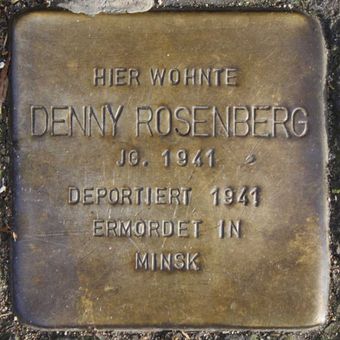 HIER WOHNTE
DENNY ROSENBERG
JG. 1941
DEPORTIERT 1941
ERMORDET IN
MINSK